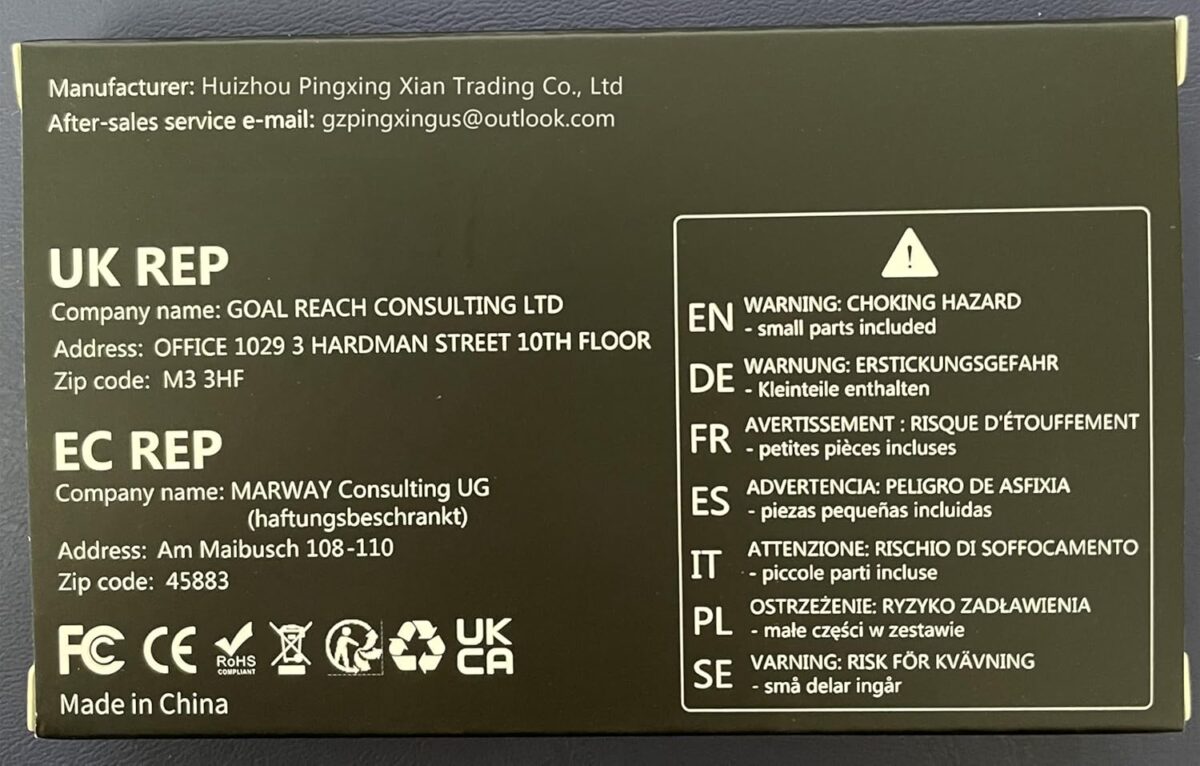 Manufacturer: Huizhou Pingxing Xian Trading Co., Ltd
After-sales service e-mail: gzpingxingus@outlook.com
UK REP
Company name: GOAL REACH CONSULTING LTD
Address: OFFICE 1029 3 HARDMAN STREET 10TH FLOOR
Zip code: M3 3HF
EC REP
Company name: MARWAY Consulting UG
(haftungsbeschrankt)
Address: Am Maibusch 108-110
Zip code: 45883
FC CE RoHS COMPLIANT UK CA
Made in China
EN WARNING: CHOKING HAZARD
- small parts included
DE WARNUNG: ERSTICKUNGSGEFAHR
- Kleinteile enthalten
FR AVERTISSEMENT : RISQUE D'ÉTOUFFEMENT
- petites pièces incluses
ES ADVERTENCIA: PELIGRO DE ASFIXIA
- piezas pequeñas incluidas
IT ATTENZIONE: RISCHIO DI SOFFOCAMENTO
- piccole parti incluse
PL OSTRZEŻENIE: RYZYKO ZADŁAWIENIA
- małe części w zestawie
SE VARNING: RISK FÖR KVÄVNING
- små delar ingår